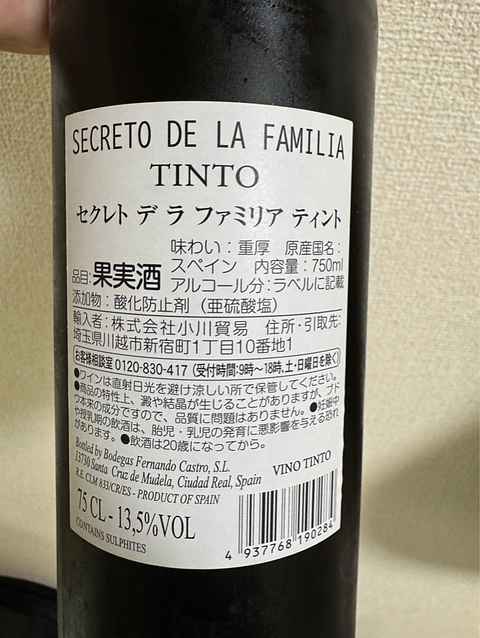 SECRETO DE LA FAMILIA
TINTO
セクレト デ ラ ファミリア ティント
味わい：重厚 原産国名：
スペイン 内容量：750ml
品目:果実酒 アルコール分:ラベルに記載
添加物：酸化防止剤（亜硫酸塩）
輸入者：株式会社小川貿易 住所・引取先:
埼玉県川越市新宿町1丁目10番地1
お客様相談室 0120-830-417（受付時間:9時〜18時、土・日曜日を除く）
●ワインは直射日光を避け涼しい所で保管してください。
●商品の特性上、澱や結晶が生じることがありますが、ブド
ウ本来の成分ですので、品質に問題はありません。●妊娠中
や授乳期の飲酒は、胎児・乳児の発育に悪影響を与える恐れ
があります。●飲酒は20歳になってから。
Bottled by Bodegas Fernando Castro, S.L.
13730 Santa Cruz de Mudela, Ciudad Real, Spain
R.E. CLM 833/CR/ES - PRODUCT OF SPAIN
VINO TINTO
75 CL - 13,5%VOL
CONTAINS SULPHITES
4 937768 190284